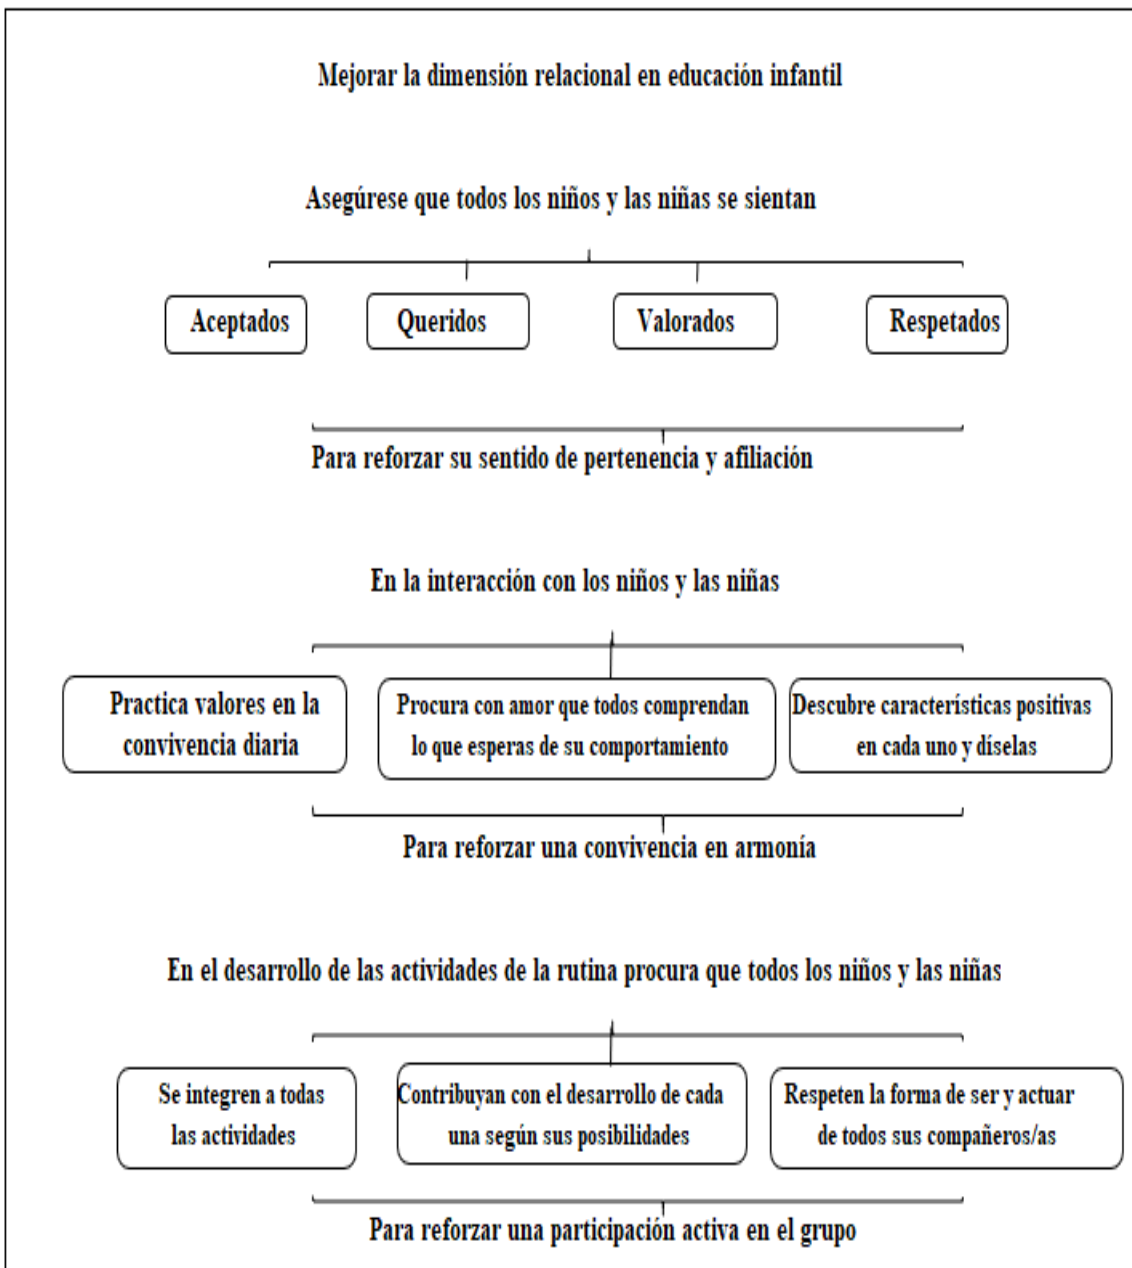 Mejorar la dimensión relacional en educación infantil
Asegúrese que todos los niños y las niñas se sientan
Aceptados
Queridos
Valorados
Respetados
Para reforzar su sentido de pertenencia y afiliación
En la interacción con los niños y las niñas
Practica valores en la
convivencia diaria
Procura con amor que todos comprendan
lo que esperas de su comportamiento
Descubre características positivas
en cada uno y díselas
Para reforzar una convivencia en armonía
En el desarrollo de las actividades de la rutina procura que todos los niños y las niñas
Se integren a todas
las actividades
Contribuyan con el desarrollo de cada
una según sus posibilidades
Respeten la forma de ser y actuar
de todos sus compañeros/as
Para reforzar una participación activa en el grupo